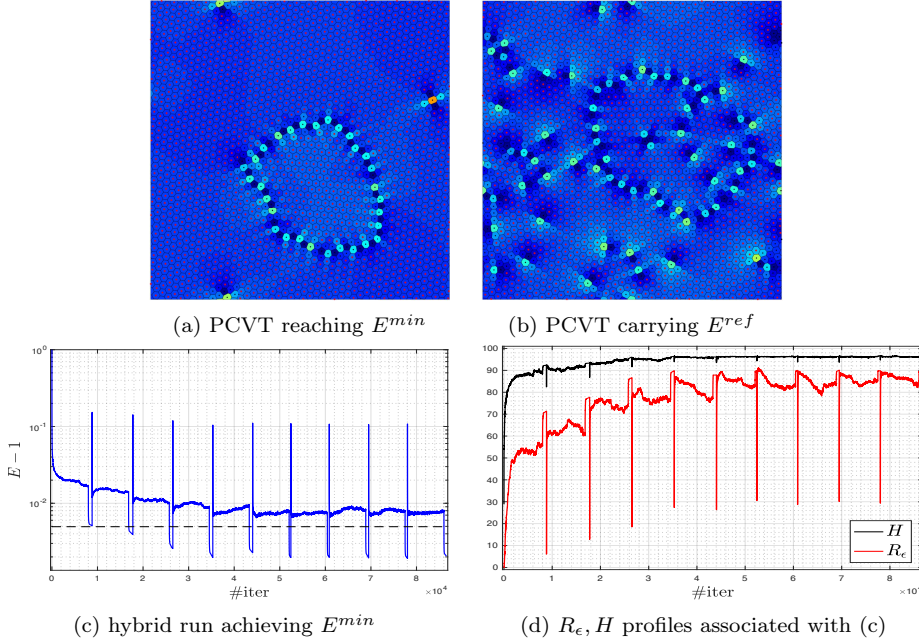 (a) PCVT reaching E^{min}
(b) PCVT carrying E^{ref}
10^0
10^{-1}
10^{-2}
E − 1
0 1 2 3 4 5 6 7 8
×10^4
#iter
(c) hybrid run achieving E^{min}
100
90
80
70
60
50
40
30
20
10
0
H
R_ϵ
0 1 2 3 4 5 6 7 8
×10^4
#iter
(d) R_ϵ, H profiles associated with (c)